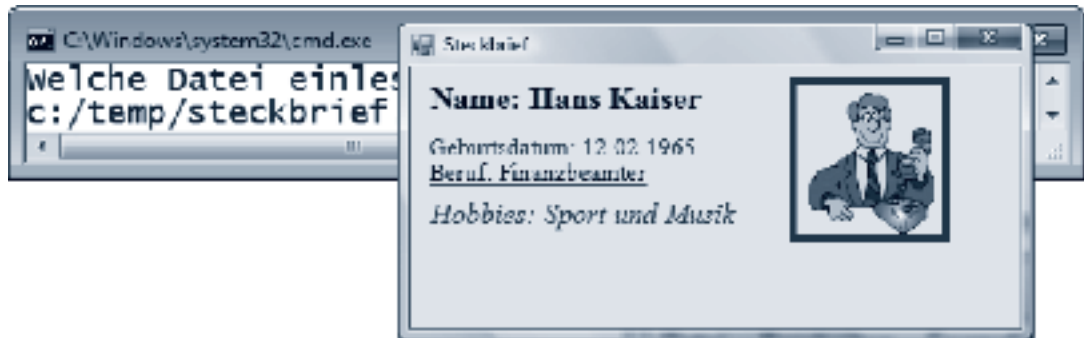 C:\Windows\system32\cmd.exe
Welche Datei einles
c:/temp/steckbrief
Steckbrief
Name: Hans Kaiser
Geburtsdatum: 12.02.1965
Beruf: Finanzbeamter
Hobbies: Sport und Musik